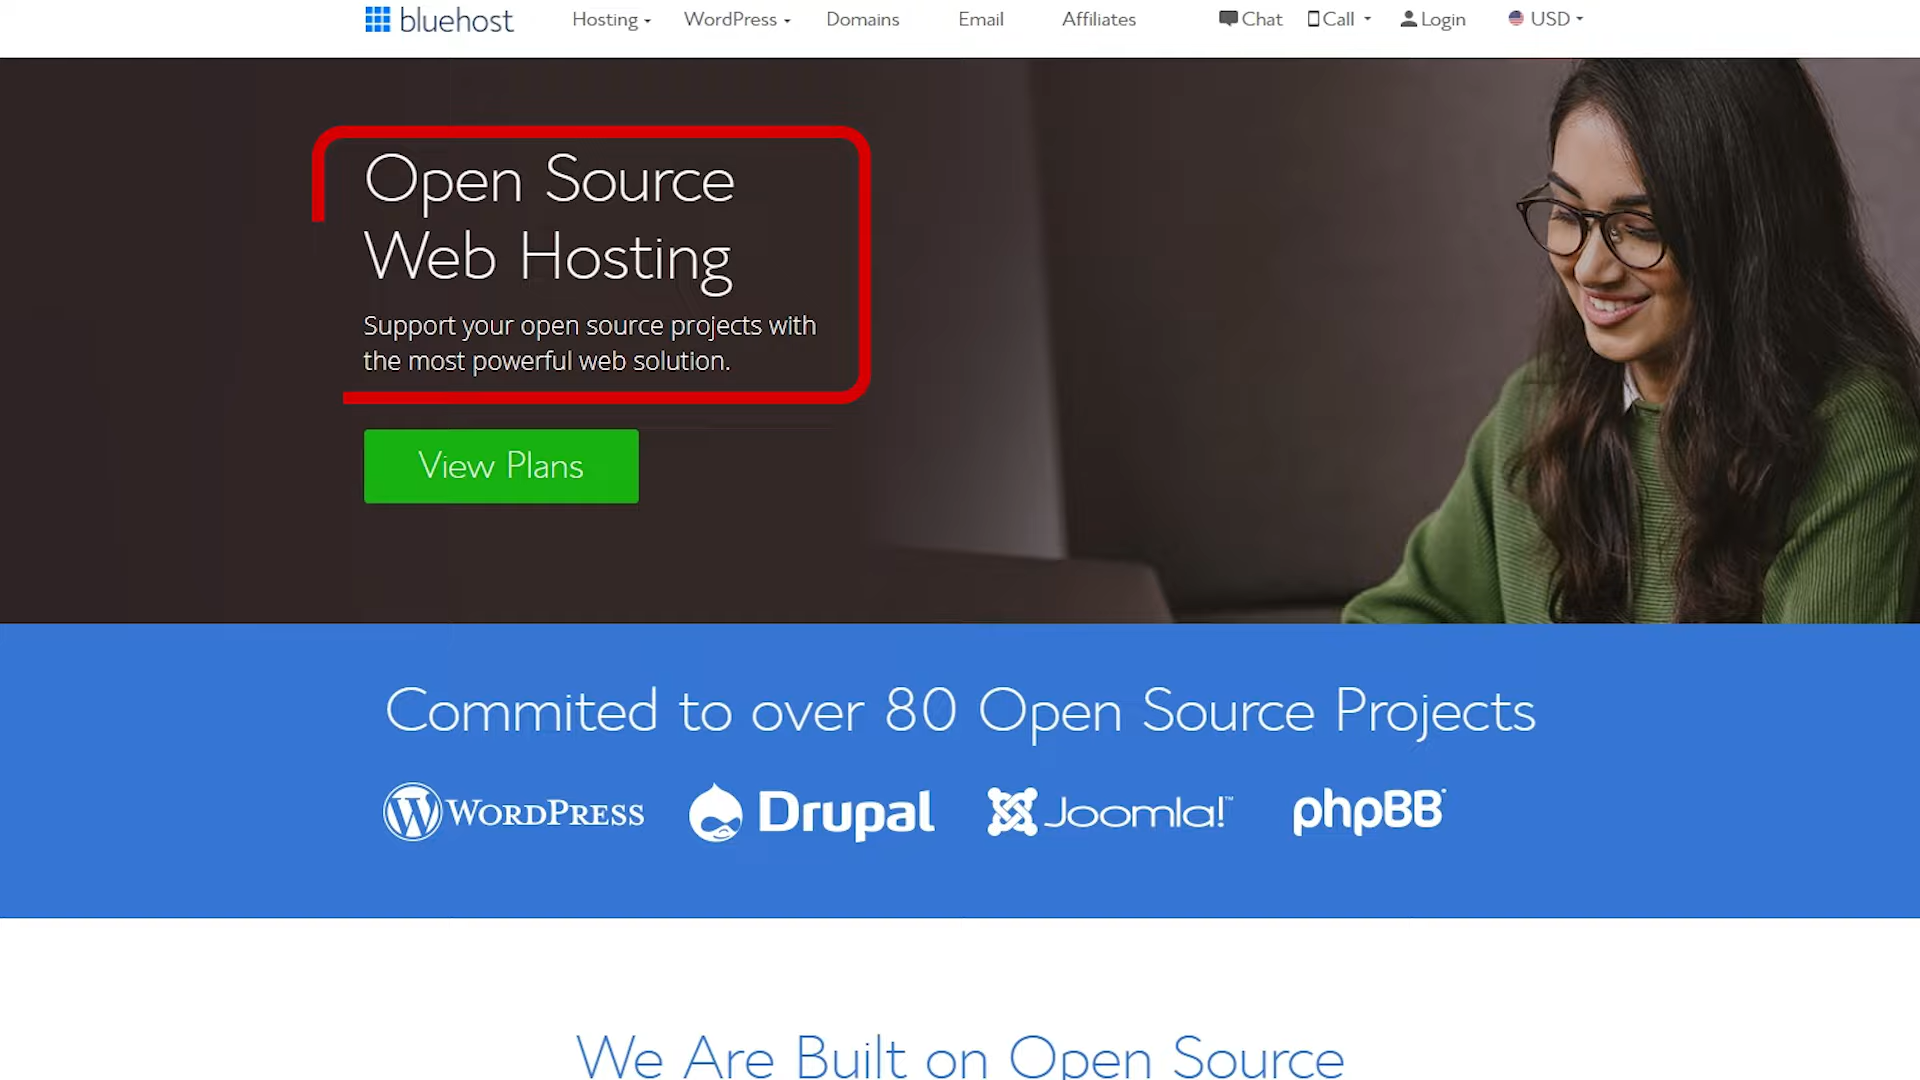 bluehost Hosting WordPress Domains Email Affiliates Chat Call Login USD
Open Source
Web Hosting
Support your open source projects with
the most powerful web solution.
View Plans
Commited to over 80 Open Source Projects
WORDPRESS Drupal Joomla!™ phpBB
We Are Built on Open Source